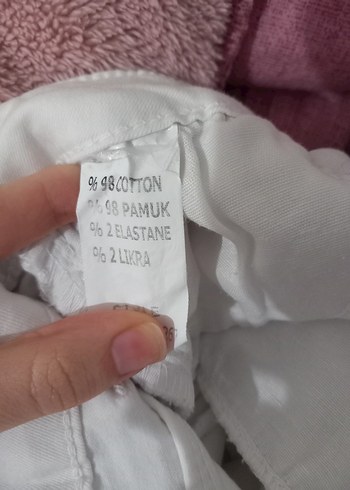 % 98 COTTON
% 98 PAMUK
% 2 ELASTANE
% 2 LIKRA